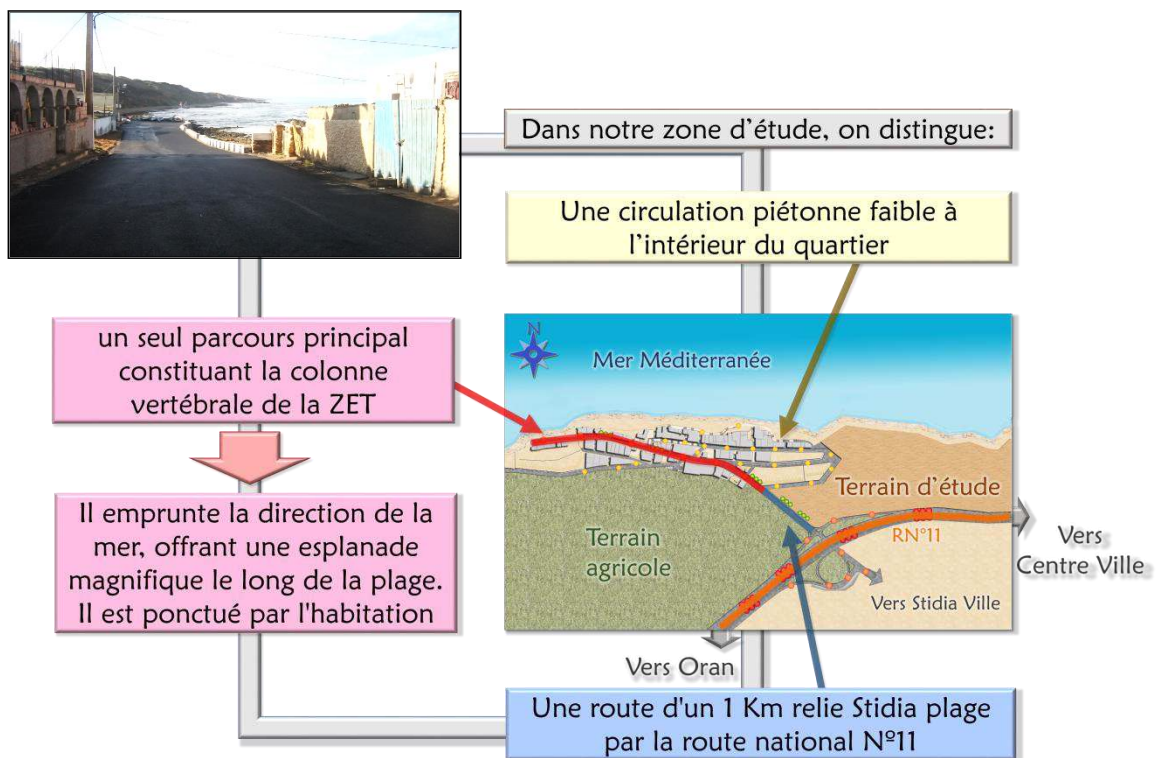 Dans notre zone d'étude, on distingue:
Une circulation piétonne faible à
l'intérieur du quartier
un seul parcours principal
constituant la colonne
vertébrale de la ZET
Il emprunte la direction de la
mer, offrant une esplanade
magnifique le long de la plage.
Il est ponctué par l'habitation
N
Mer Méditerranée
Terrain d'étude
RN°11
Terrain
agricole
Vers
Centre Ville
Vers Stidia Ville
Vers Oran
Une route d'un 1 Km relie Stidia plage
par la route national Nº11